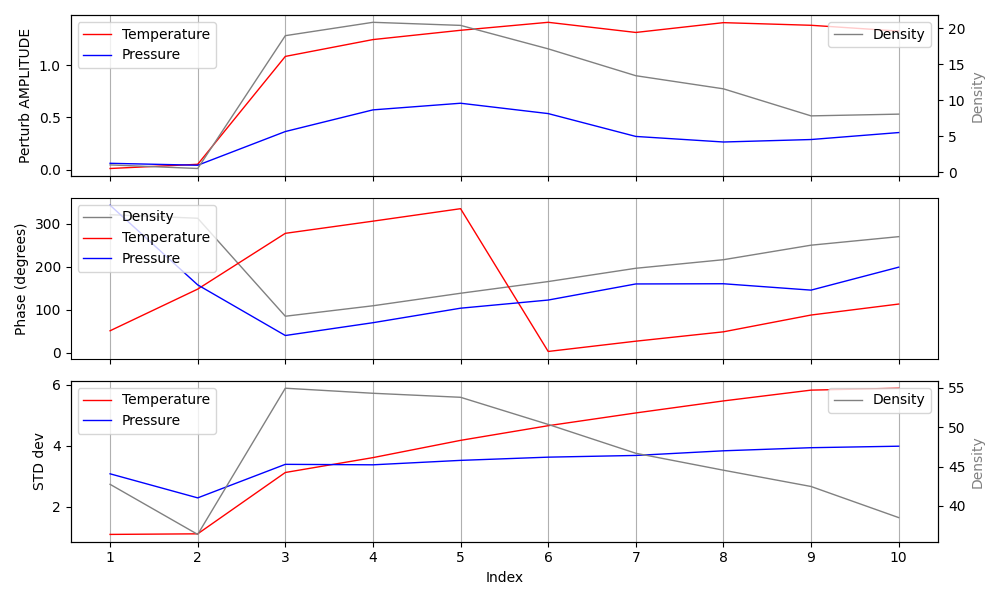 Perturb AMPLITUDE
1.0
0.5
0.0
Temperature
Pressure
Density
20
15
10
5
0
Density
Phase (degrees)
300
200
100
0
Density
Temperature
Pressure
STD dev
6
4
2
Temperature
Pressure
Density
55
50
45
40
Density
1 2 3 4 5 6 7 8 9 10
Index